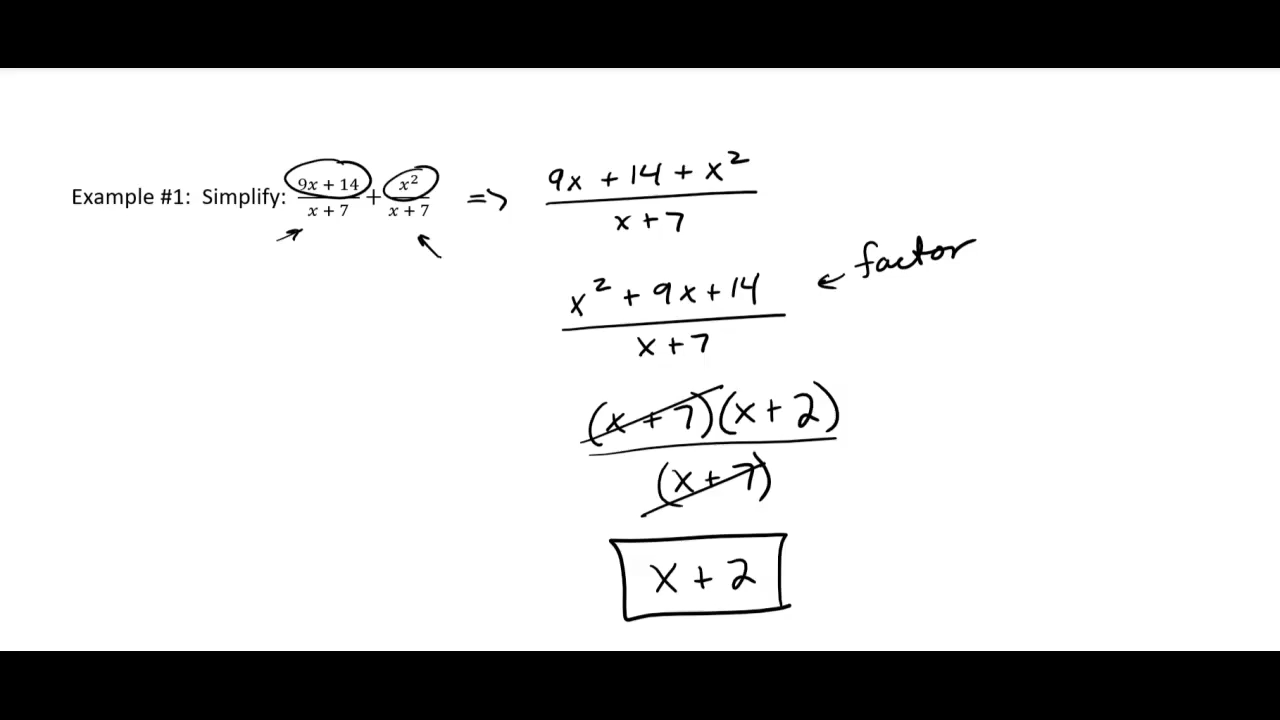 Example #1: Simplify: (9x + 14)/(x + 7) + x²/(x + 7) => (9x + 14 + x²)/(x + 7)
(x² + 9x + 14)/(x + 7) ← factor
(x + 7)(x + 2)/(x + 7)
x + 2